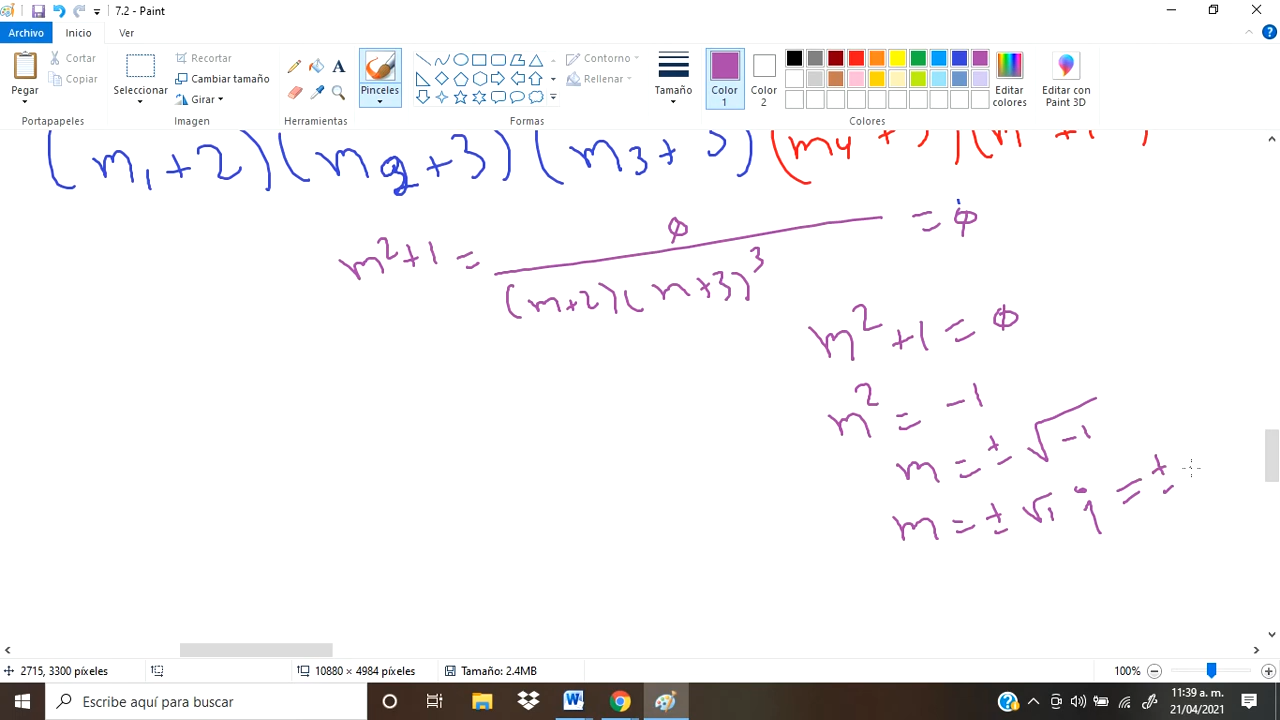 7.2 - Paint
Archivo Inicio Ver
Pegar
Cortar
Copiar
Portapapeles
Seleccionar
Recortar
Cambiar tamaño
Girar
Imagen
A
Herramientas
Pinceles
Contorno
Rellenar
Formas
Tamaño
Color 1
Color 2
Editar colores
Editar con Paint 3D
Colores
(m₁+2)(m₂+3)(m₃+3)
m²+1 = ϕ / (m+2)(m+3)³ = ϕ
m²+1 = ϕ
m² = -1
m = ± √-1
m = ± √1 i = ±
2715, 3300 píxeles 10880 × 4984 píxeles Tamaño: 2.4MB 100%
Escribe aquí para buscar
11:39 a. m.
21/04/2021